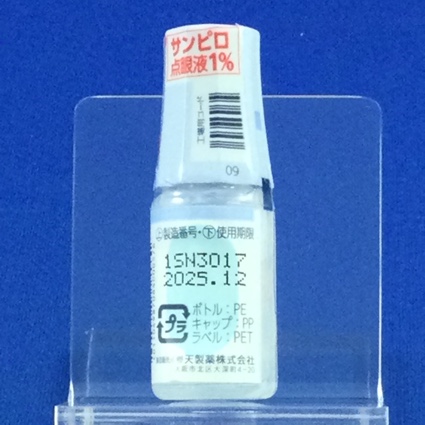 サンピロ
点眼液1%
09
製造番号・下使用期限
1SN3017
2025.12
プラ
ボトル:PE
キャップ:PP
ラベル:PET
天製薬株式会社